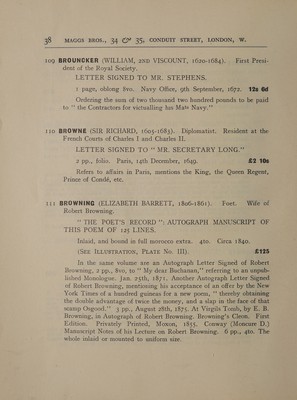 38 MAGGS BROS., 34 & 35, CONDUIT STREET, LONDON, W.
109 BROUNCKER (WILLIAM, 2ND VISCOUNT, 1620-1684). First Presi-
dent of the Royal Society.
LETTER SIGNED TO MR. STEPHENS.
1 page, oblong 8vo. Navy Office, 9th September, 1672. 12s 6d
Ordering the sum of two thousand two hundred pounds to be paid
to " the Contractors for victualling his Mats Navy."
110 BROWNE (SIR RICHARD, 1605-1683). Diplomatist. Resident at the
French Courts of Charles I and Charles II.
LETTER SIGNED TO " MR. SECRETARY LONG."
2 pp., folio. Paris, 14th December, 1649. £2 10s
Refers to affairs in Paris, mentions the King, the Queen Regent,
Prince of Condé, etc.
111 BROWNING (ELIZABETH BARRETT, 1806-1861). Poet. Wife of
Robert Browning.
" THE POET'S RECORD ": AUTOGRAPH MANUSCRIPT OF
THIS POEM OF 125 LINES.
Inlaid, and bound in full morocco extra. 4to. Circa 1840.
(SEE ILLUSTRATION, PLATE No. III). £125
In the same volume are an Autograph Letter Signed of Robert
Browning, 2 pp., 8vo, to " My dear Buchanan," referring to an unpub-
lished Monologue. Jan. 25th, 1871. Another Autograph Letter Signed
of Robert Browning, mentioning his acceptance of an offer by the New
York Times of a hundred guineas for a new poem, " thereby obtaining
the double advantage of twice the money, and a slap in the face of that
scamp Osgood." 3 pp., August 28th, 1875. At Virgils Tomb, by E. B.
Browning, in Autograph of Robert Browning. Browning's Cleon. First
Edition. Privately Printed, Moxon, 1855. Conway (Moncure D.)
Manuscript Notes of his Lecture on Robert Browning. 6 pp., 4to. The
whole inlaid or mounted to uniform size.